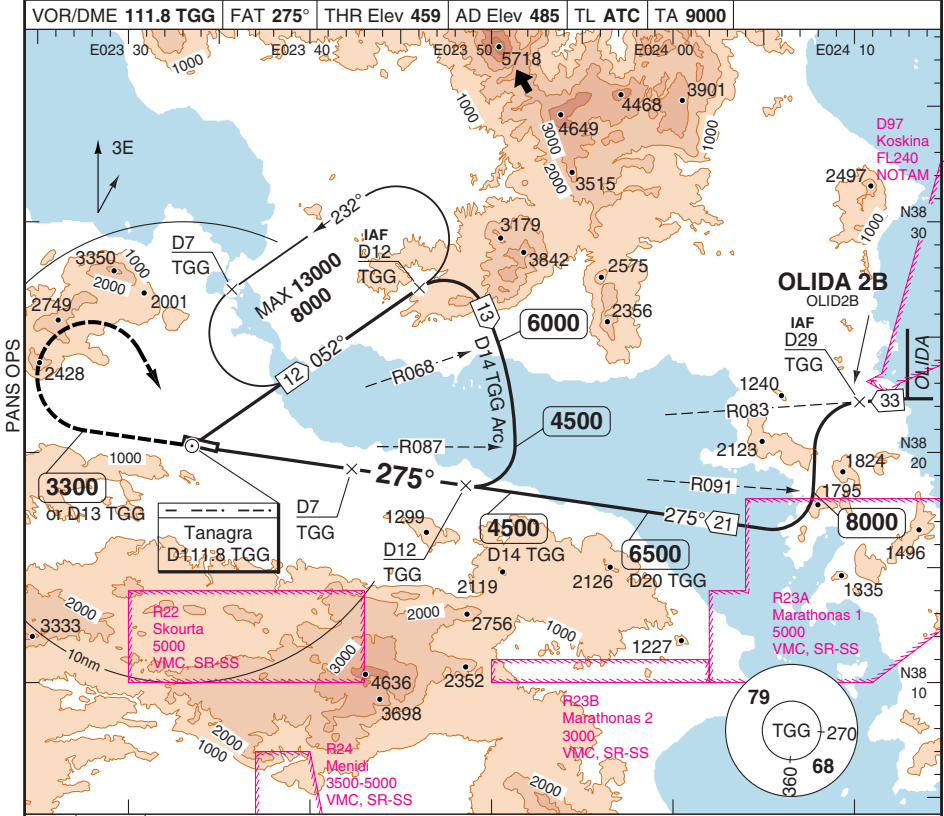 VOR/DME 111.8 TGG
FAT 275°
THR Elev 459
AD Elev 485
TL ATC
TA 9000
E023 30
E023 40
E023 50
E024 00
E024 10
1000
5718
4468
3901
4649
1000
3000
2000
3515
1000
D97
Koskina
FL240
NOTAM
3E
2497
N38
30
1000
232°
D7
TGG
IAF
D12
TGG
3179
3842
MAX 13000
8000
3350
1000
2000
2001
2749
2575
2356
OLIDA 2B
OLID2B
IAF
D29
TGG
OLIDA
13
6000
D14 TGG Arc
12
052°
R068
2428
PANS OPS
1240
R083
33
4500
R087
2123
N38
20
1824
275°
R091
1795
1000
3300
or D13 TGG
D7
TGG
Tanagra
D111.8 TGG
1299
D12
TGG
4500
D14 TGG
275°
21
8000
6500
D20 TGG
1496
2119
2126
1335
2000
3333
R22
Skourta
5000
VMC, SR-SS
2000
2756
1000
1227
R23A
Marathonas 1
5000
VMC, SR-SS
10nm
3000
4636
2352
3698
N38
10
R23B
Marathonas 2
3000
VMC, SR-SS
79
TGG
270
68
360
2000
1000
R24
Menidi
3500-5000
VMC, SR-SS
2000